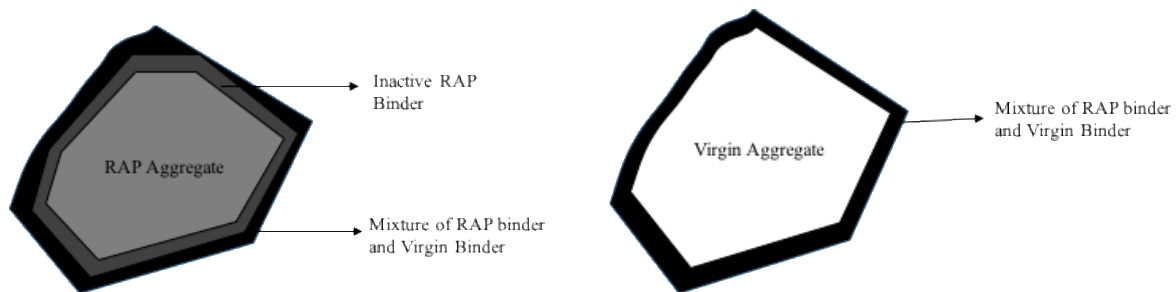 Inactive RAP
Binder
RAP Aggregate
Mixture of RAP binder
and Virgin Binder
Virgin Aggregate
Mixture of RAP binder
and Virgin Binder